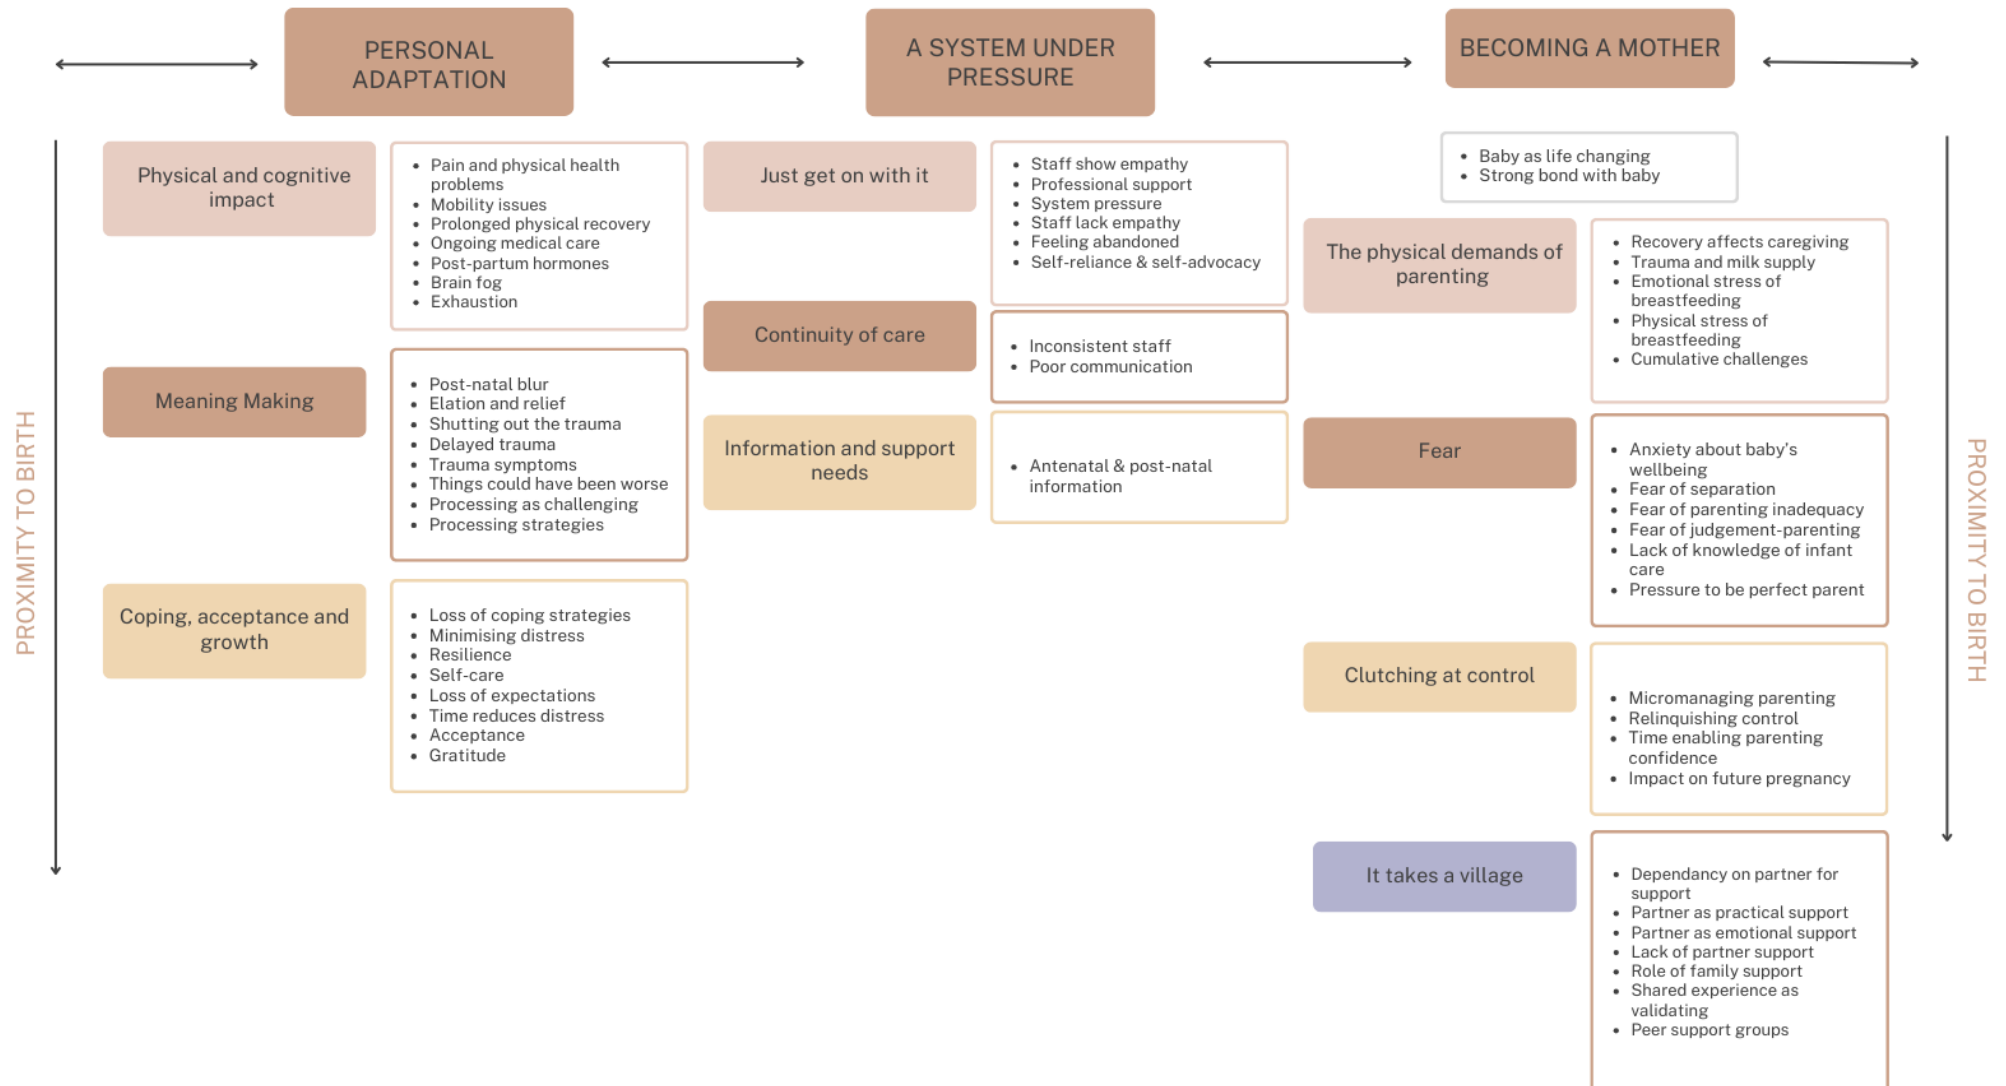 PERSONAL
ADAPTATION
A SYSTEM UNDER
PRESSURE
BECOMING A MOTHER
PROXIMITY TO BIRTH
Physical and cognitive
impact
• Pain and physical health
problems
• Mobility issues
• Prolonged physical recovery
• Ongoing medical care
• Post-partum hormones
• Brain fog
• Exhaustion
Meaning Making
• Post-natal blur
• Elation and relief
• Shutting out the trauma
• Delayed trauma
• Trauma symptoms
• Things could have been worse
• Processing as challenging
• Processing strategies
Coping, acceptance and
growth
• Loss of coping strategies
• Minimising distress
• Resilience
• Self-care
• Loss of expectations
• Time reduces distress
• Acceptance
• Gratitude
Just get on with it
• Staff show empathy
• Professional support
• System pressure
• Staff lack empathy
• Feeling abandoned
• Self-reliance & self-advocacy
Continuity of care
• Inconsistent staff
• Poor communication
Information and support
needs
• Antenatal & post-natal
information
• Baby as life changing
• Strong bond with baby
The physical demands of
parenting
• Recovery affects caregiving
• Trauma and milk supply
• Emotional stress of
breastfeeding
• Physical stress of
breastfeeding
• Cumulative challenges
Fear
• Anxiety about baby's
wellbeing
• Fear of separation
• Fear of parenting inadequacy
• Fear of judgement-parenting
• Lack of knowledge of infant
care
• Pressure to be perfect parent
Clutching at control
• Micromanaging parenting
• Relinquishing control
• Time enabling parenting
confidence
• Impact on future pregnancy
It takes a village
• Dependancy on partner for
support
• Partner as practical support
• Partner as emotional support
• Lack of partner support
• Role of family support
• Shared experience as
validating
• Peer support groups
PROXIMITY TO BIRTH